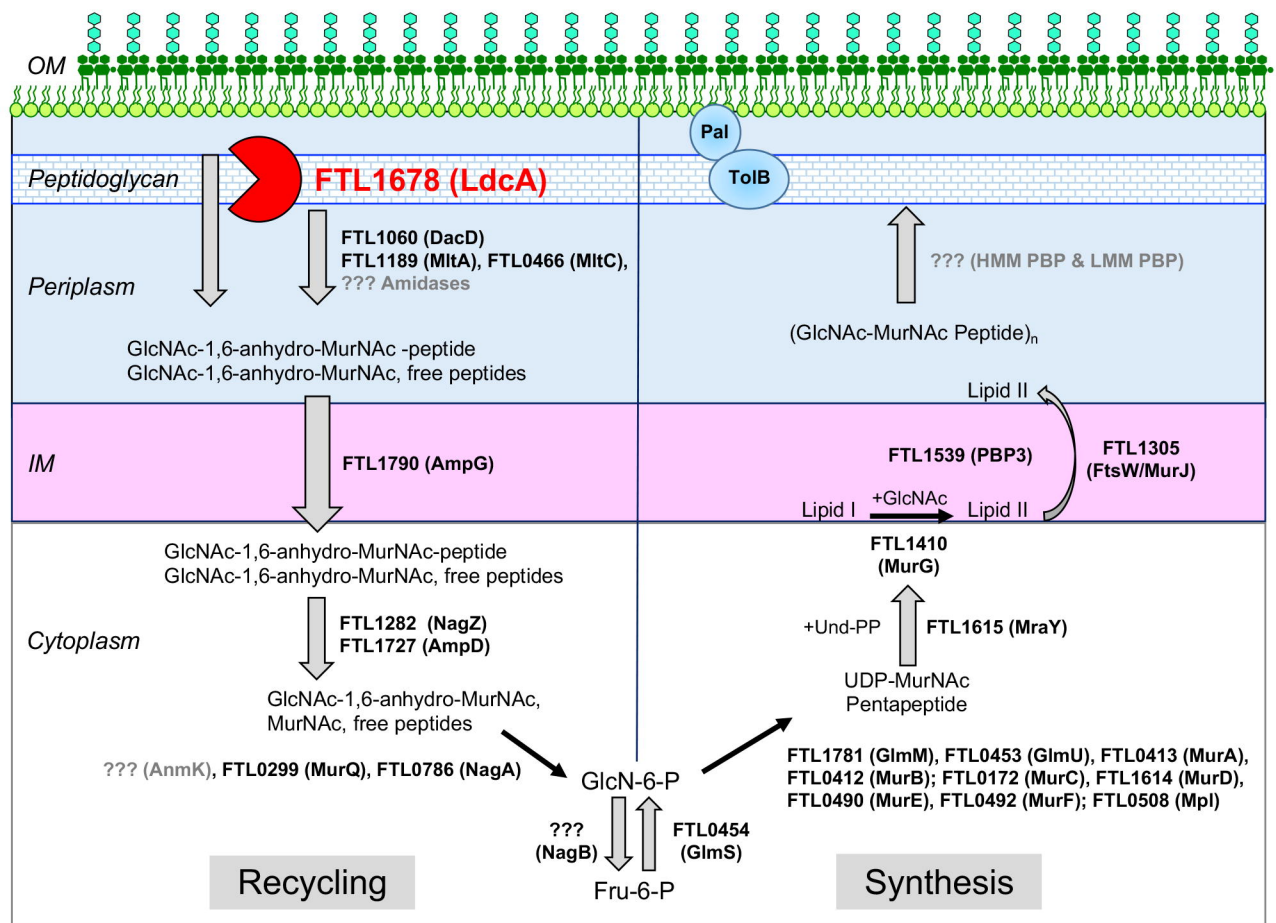 OM
Pal
Peptidoglycan
FTL1678 (LdcA)
TolB
FTL1060 (DacD)
FTL1189 (MltA), FTL0466 (MltC),
??? Amidases
??? (HMM PBP & LMM PBP)
Periplasm
(GlcNAc-MurNAc Peptide)n
GlcNAc-1,6-anhydro-MurNAc -peptide
GlcNAc-1,6-anhydro-MurNAc, free peptides
Lipid II
IM
FTL1790 (AmpG)
FTL1539 (PBP3)
FTL1305
(FtsW/MurJ)
Lipid I
+GlcNAc
Lipid II
FTL1410
(MurG)
GlcNAc-1,6-anhydro-MurNAc-peptide
GlcNAc-1,6-anhydro-MurNAc, free peptides
Cytoplasm
FTL1282 (NagZ)
FTL1727 (AmpD)
+Und-PP
FTL1615 (MraY)
UDP-MurNAc
Pentapeptide
GlcNAc-1,6-anhydro-MurNAc,
MurNAc, free peptides
??? (AnmK), FTL0299 (MurQ), FTL0786 (NagA)
GlcN-6-P
FTL1781 (GlmM), FTL0453 (GlmU), FTL0413 (MurA),
FTL0412 (MurB); FTL0172 (MurC), FTL1614 (MurD),
FTL0490 (MurE), FTL0492 (MurF); FTL0508 (Mpl)
???
(NagB)
FTL0454
(GlmS)
Fru-6-P
Recycling
Synthesis